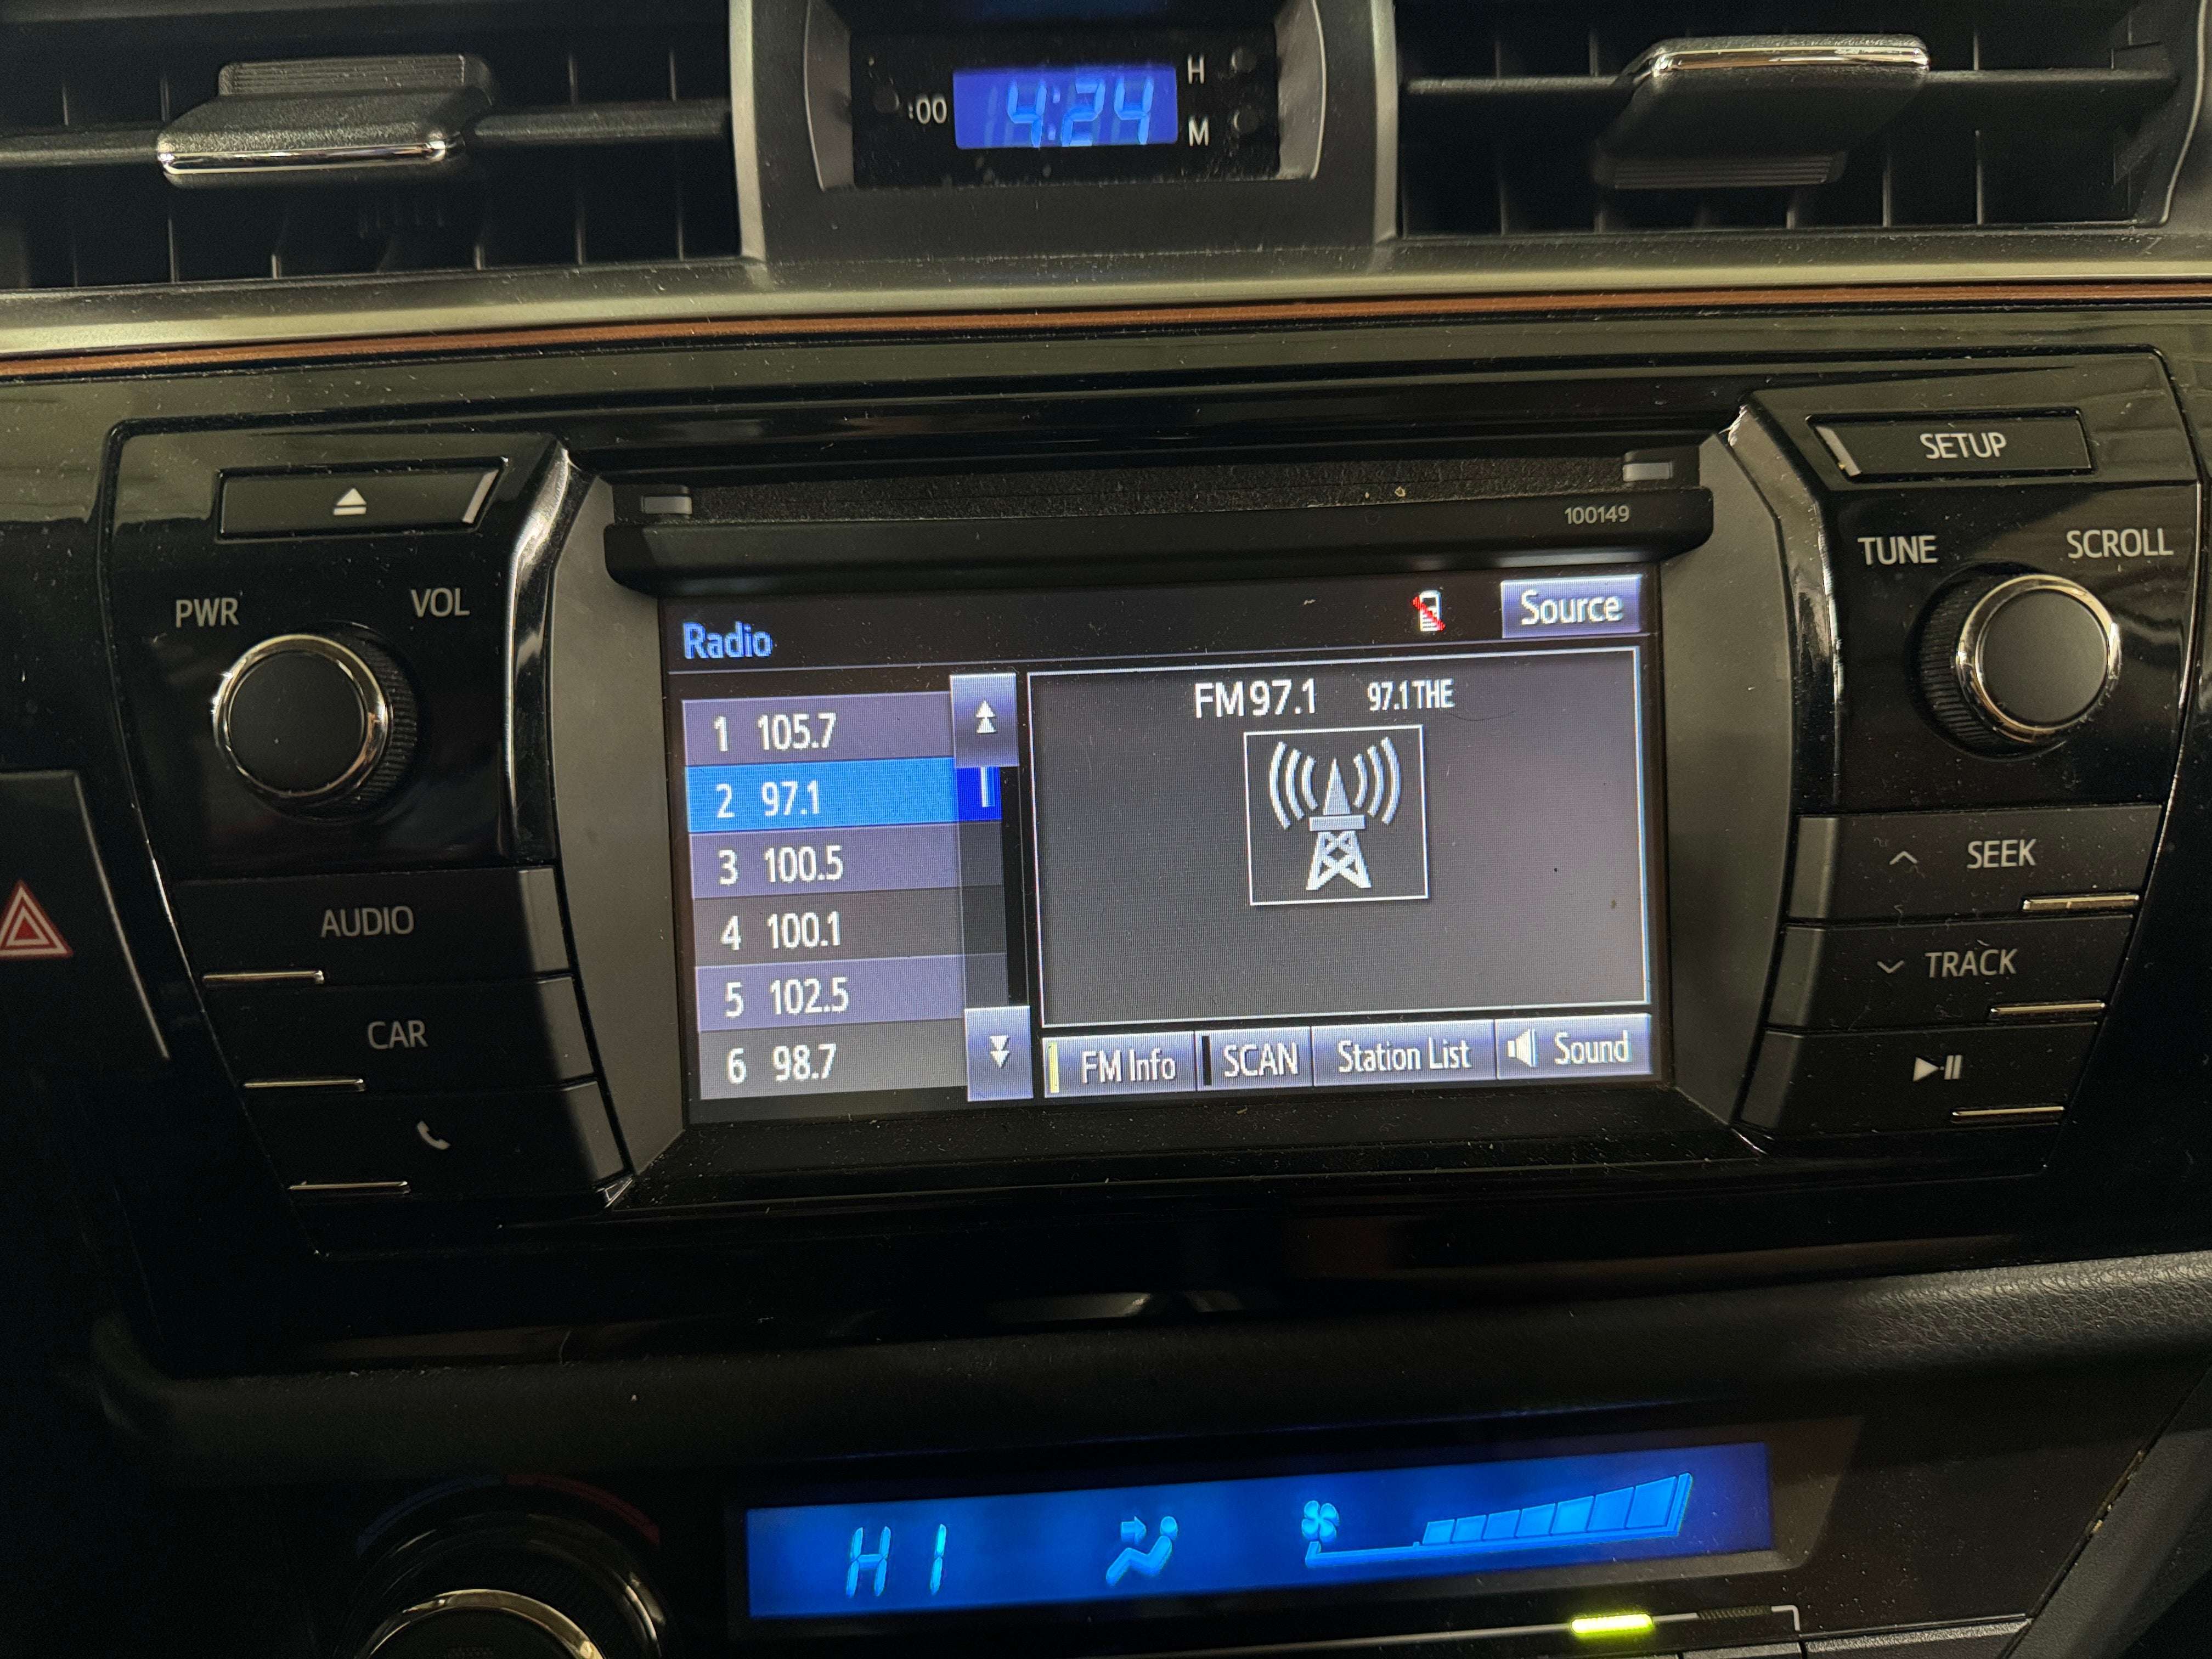 :00 4:24 H
M
SETUP
100149
TUNE SCROLL
PWR VOL
Radio Source
FM 97.1 97.1 THE
1 105.7
2 97.1
3 100.5
4 100.1
5 102.5
6 98.7
FM Info SCAN Station List Sound
AUDIO
CAR
SEEK
TRACK
HI